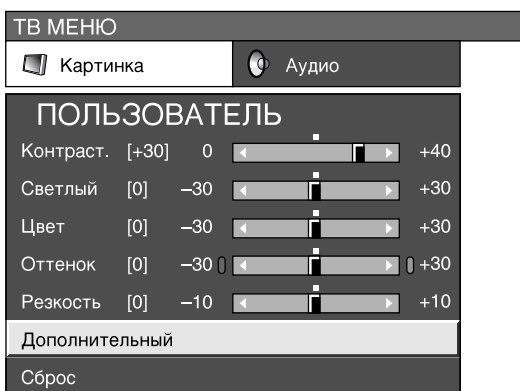 ТВ МЕНЮ
Картинка Аудио
ПОЛЬЗОВАТЕЛЬ
Контраст. [+30] 0 +40
Светлый [0] –30 +30
Цвет [0] –30 +30
Оттенок [0] –30 +30
Резкость [0] –10 +10
Дополнительный
Сброс